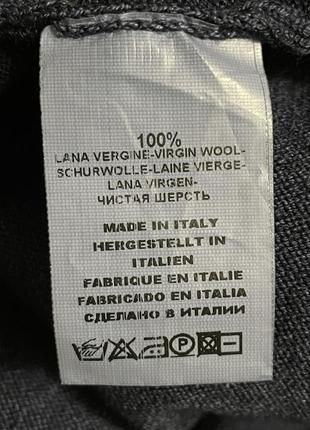 100%
LANA VERGINE-VIRGIN WOOL-
SCHURWOLLE-LAINE VIERGE-
LANA VIRGEN-
ЧИСТАЯ ШЕРСТЬ
MADE IN ITALY
HERGESTELLT IN
ITALIEN
FABRIQUE EN ITALIE
FABRICADO EN ITALIA
СДЕЛАНО В ИТАЛИИ
P